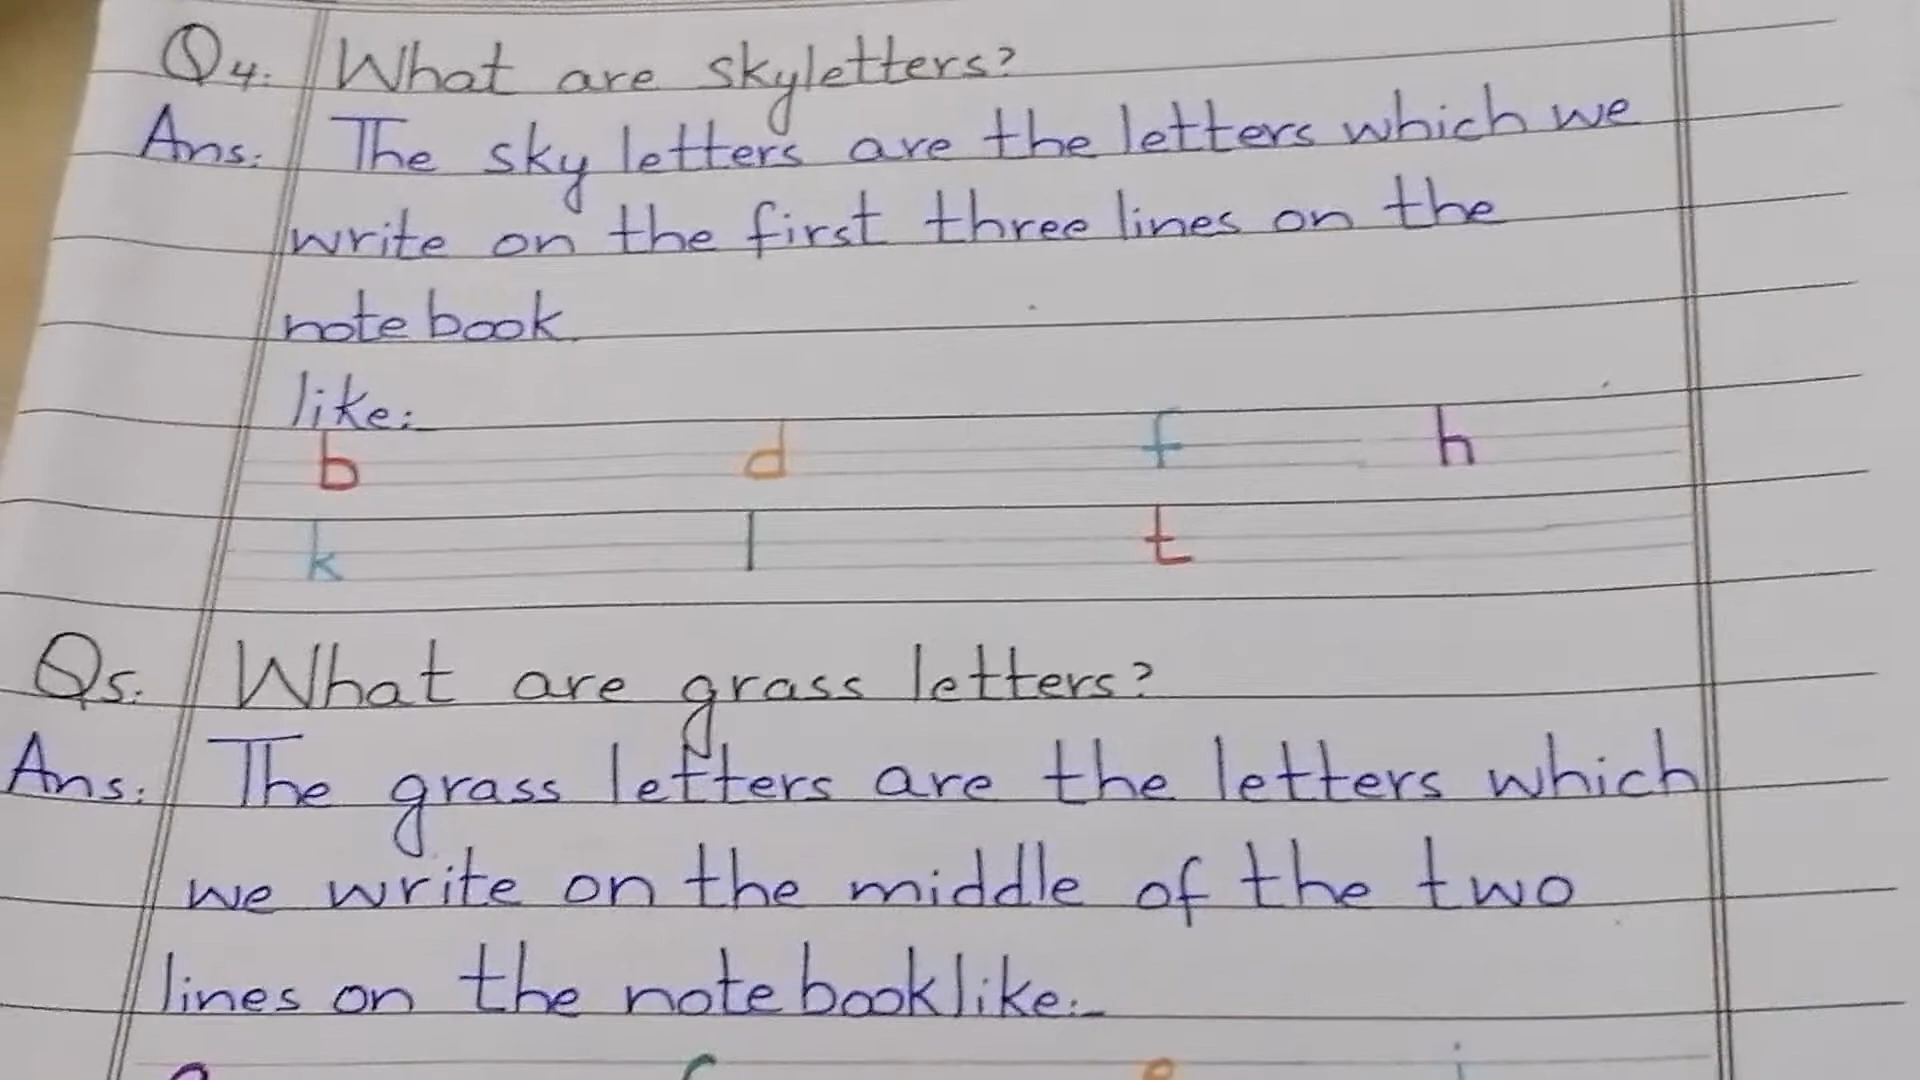 Q4. What are skyletters?
Ans: The sky letters are the letters which we
write on the first three lines on the
note book.
like:
b d f h
k l t
Q5. What are grass letters?
Ans: The grass letters are the letters which
we write on the middle of the two
lines on the note book like: